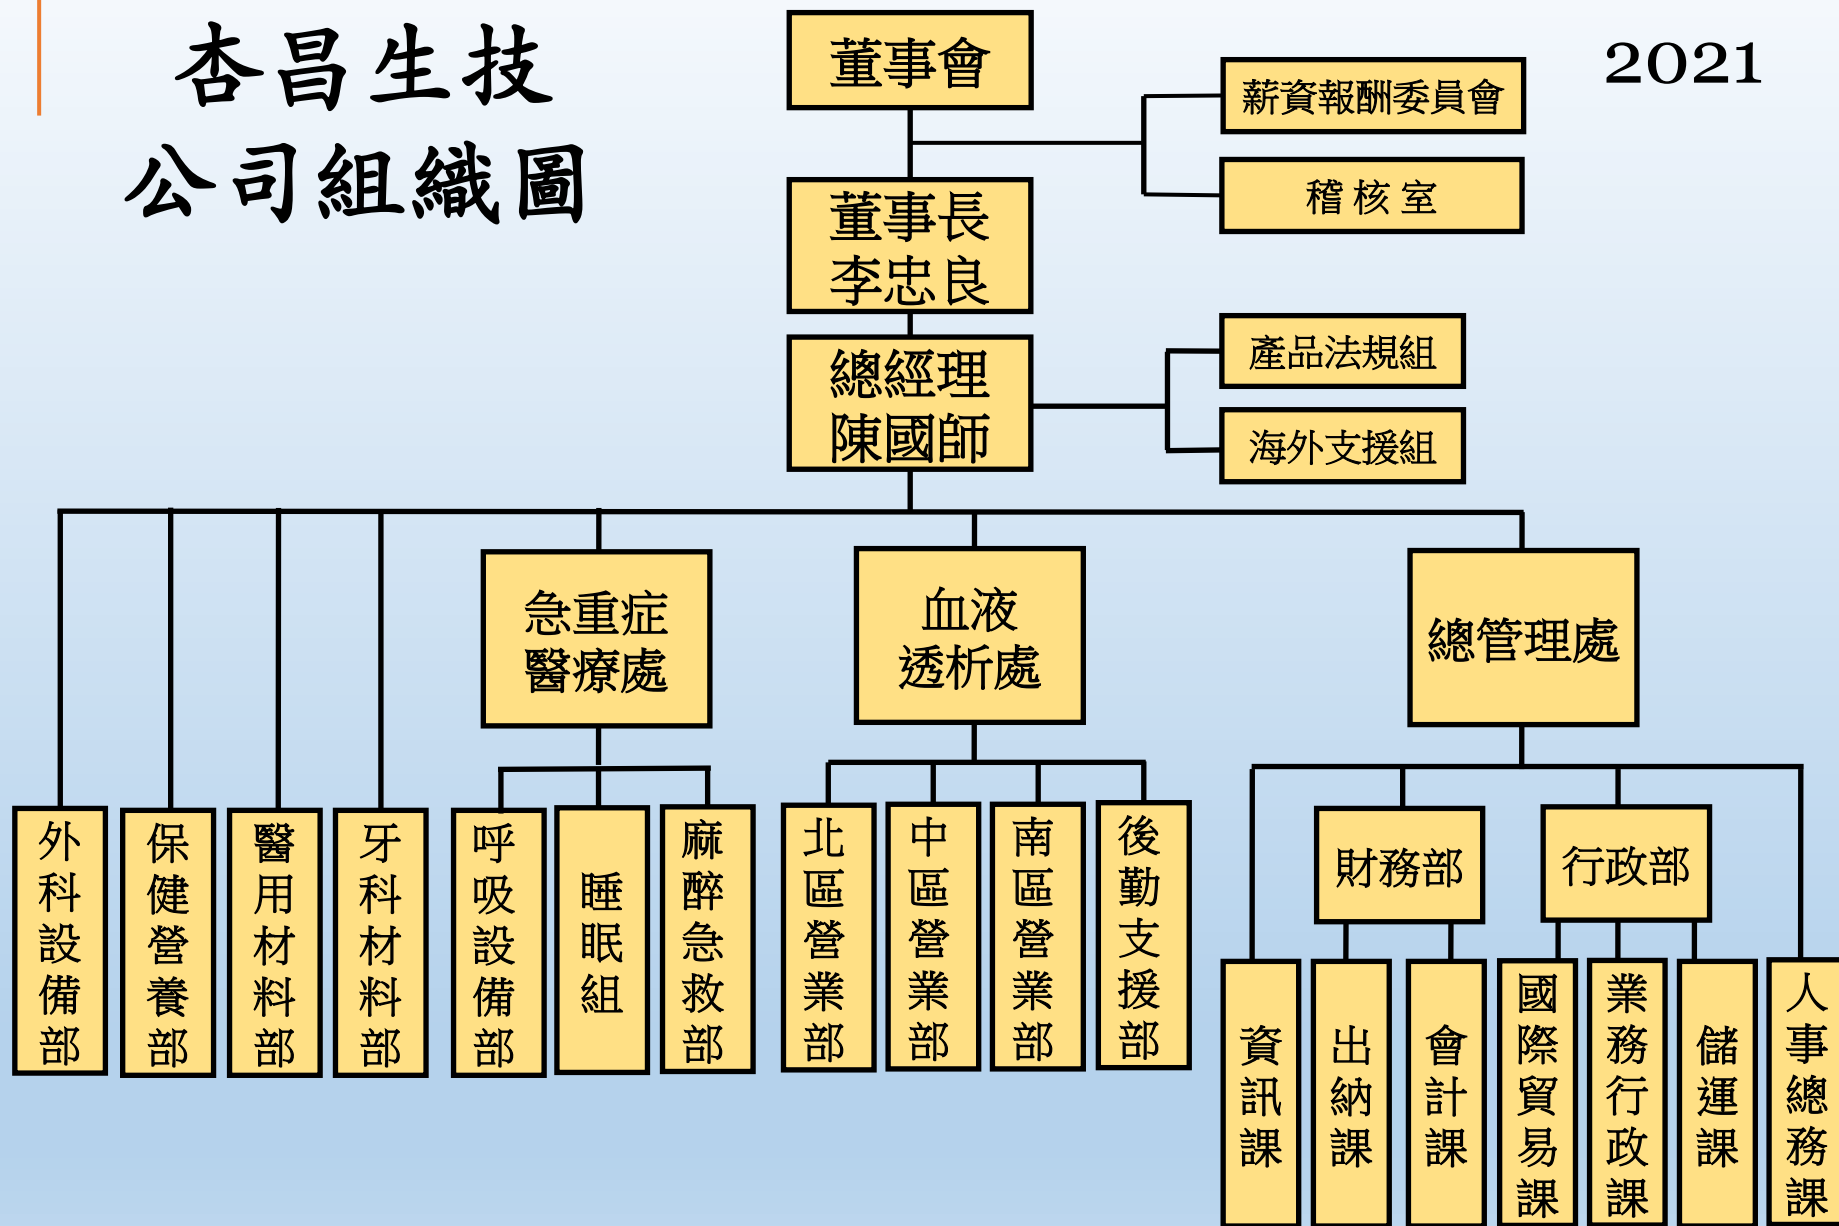 杏昌生技
公司組織圖
2021
董事會
薪資報酬委員會
稽核室
董事長
李忠良
總經理
陳國師
產品法規組
海外支援組
急重症
醫療處
血液
透析處
總管理處
外科設備部
保健營養部
醫用材料部
牙科材料部
呼吸設備部
睡眠組
麻醉急救部
北區營業部
中區營業部
南區營業部
後勤支援部
財務部
行政部
資訊課
出納課
會計課
國際貿易課
業務行政課
儲運課
人事總務課